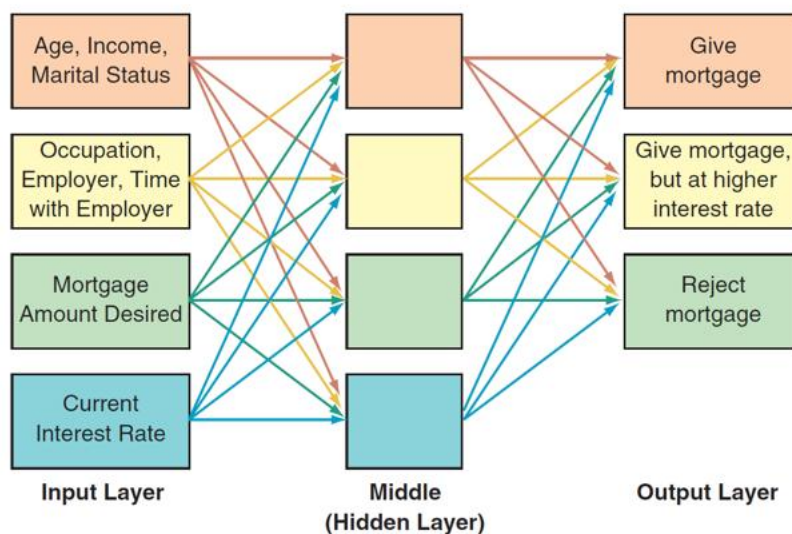 Age, Income,
Marital Status
Give
mortgage
Occupation,
Employer, Time
with Employer
Give mortgage,
but at higher
interest rate
Mortgage
Amount Desired
Reject
mortgage
Current
Interest Rate
Input Layer
Middle
(Hidden Layer)
Output Layer